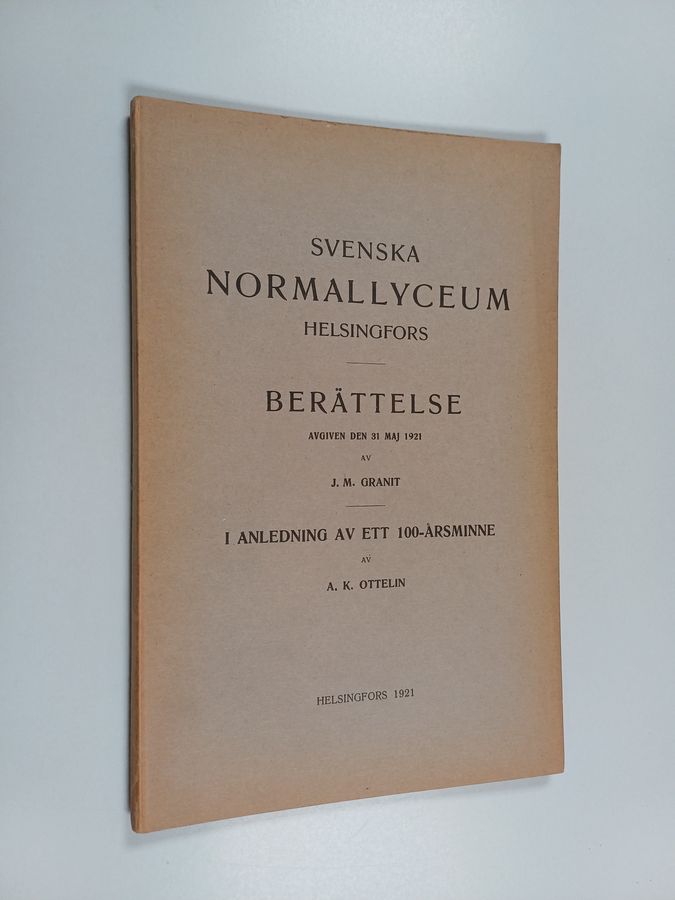 SVENSKA
NORMALLYCEUM
HELSINGFORS
BERÄTTELSE
AVGIVEN DEN 31 MAJ 1921
AV
J. M. GRANIT
I ANLEDNING AV ETT 100-ÅRSMINNE
AV
A. K. OTTELIN
HELSINGFORS 1921